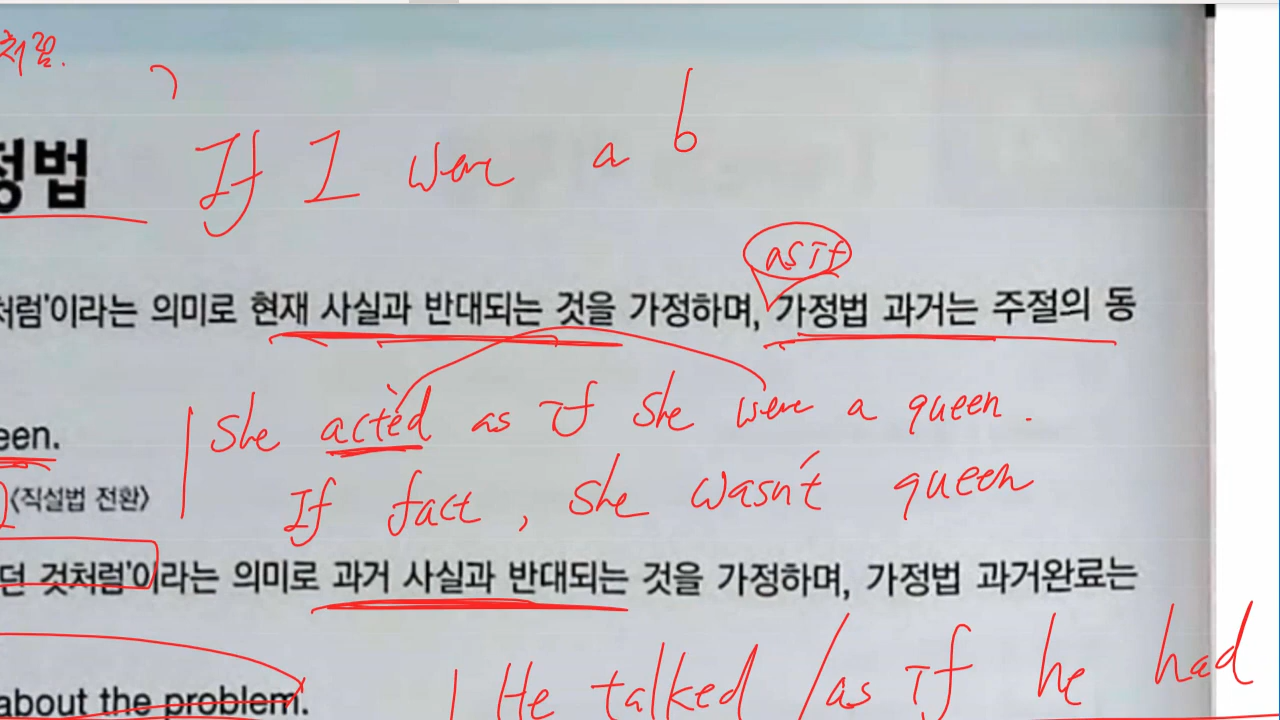 처럼.
If I were a b
정법
as if
처럼'이라는 의미로 현재 사실과 반대되는 것을 가정하며, 가정법 과거는 주절의 동
She acted as if she were a queen.
een.
If fact, she wasn't queen
〈직설법 전환〉
던 것처럼'이라는 의미로 과거 사실과 반대되는 것을 가정하며, 가정법 과거완료는
He talked / as if he had
about the problem.